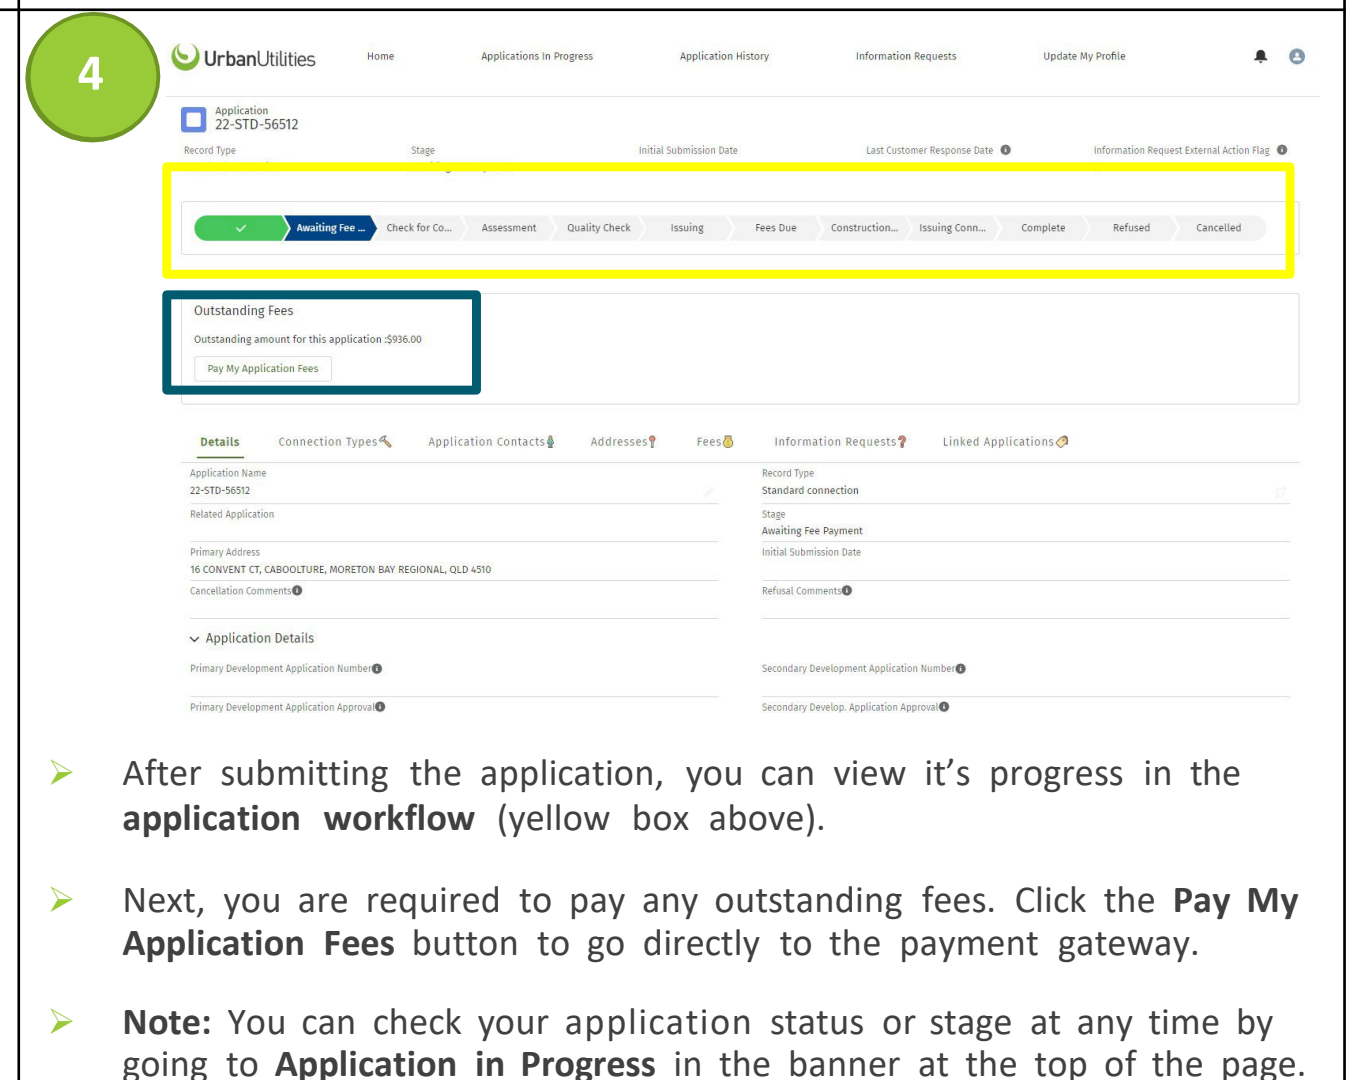 4
UrbanUtilities
Home Applications In Progress Application History Information Requests Update My Profile
Application
22-STD-56512
Record Type Stage Initial Submission Date Last Customer Response Date Information Request External Action Flag
Awaiting Fee ... Check for Co... Assessment Quality Check Issuing Fees Due Construction... Issuing Conn... Complete Refused Cancelled
Outstanding Fees
Outstanding amount for this application :$936.00
Pay My Application Fees
Details Connection Types Application Contacts Addresses Fees Information Requests Linked Applications
Application Name Record Type
22-STD-56512 Standard connection
Related Application Stage
Awaiting Fee Payment
Primary Address Initial Submission Date
16 CONVENT CT, CABOOLTURE, MORETON BAY REGIONAL, QLD 4510
Cancellation Comments Refusal Comments
Application Details
Primary Development Application Number Secondary Development Application Number
Primary Development Application Approval Secondary Develop. Application Approval
➢ After submitting the application, you can view it's progress in the
application workflow (yellow box above).
➢ Next, you are required to pay any outstanding fees. Click the Pay My
Application Fees button to go directly to the payment gateway.
➢ Note: You can check your application status or stage at any time by
going to Application in Progress in the banner at the top of the page.